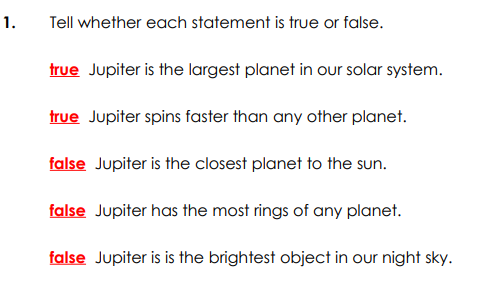 1. Tell whether each statement is true or false.
true Jupiter is the largest planet in our solar system.
true Jupiter spins faster than any other planet.
false Jupiter is the closest planet to the sun.
false Jupiter has the most rings of any planet.
false Jupiter is is the brightest object in our night sky.